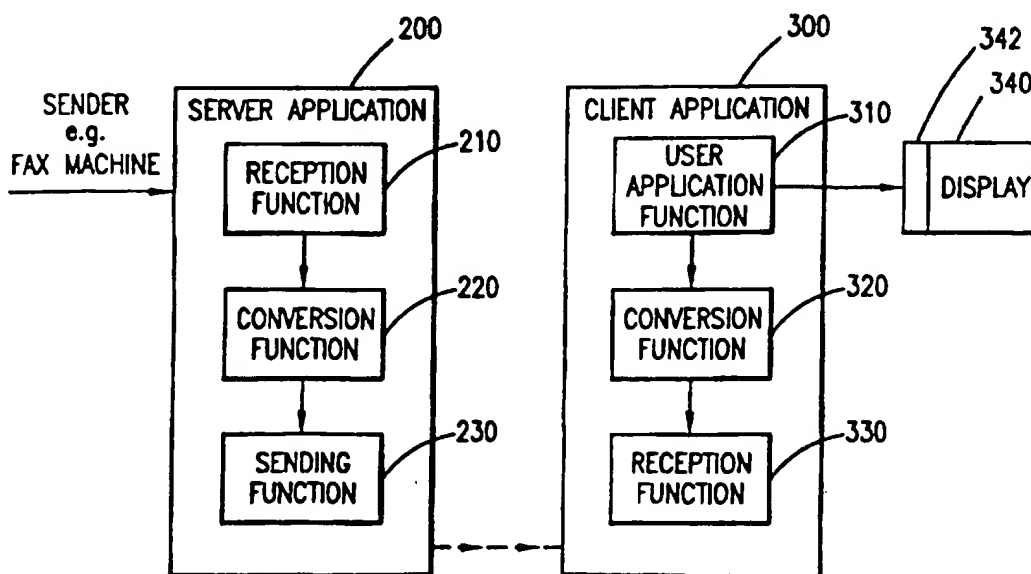 200
300
342
340
SENDER
e.g.
FAX MACHINE
SERVER APPLICATION
210
RECEPTION
FUNCTION
220
CONVERSION
FUNCTION
230
SENDING
FUNCTION
CLIENT APPLICATION
310
USER
APPLICATION
FUNCTION
DISPLAY
320
CONVERSION
FUNCTION
330
RECEPTION
FUNCTION